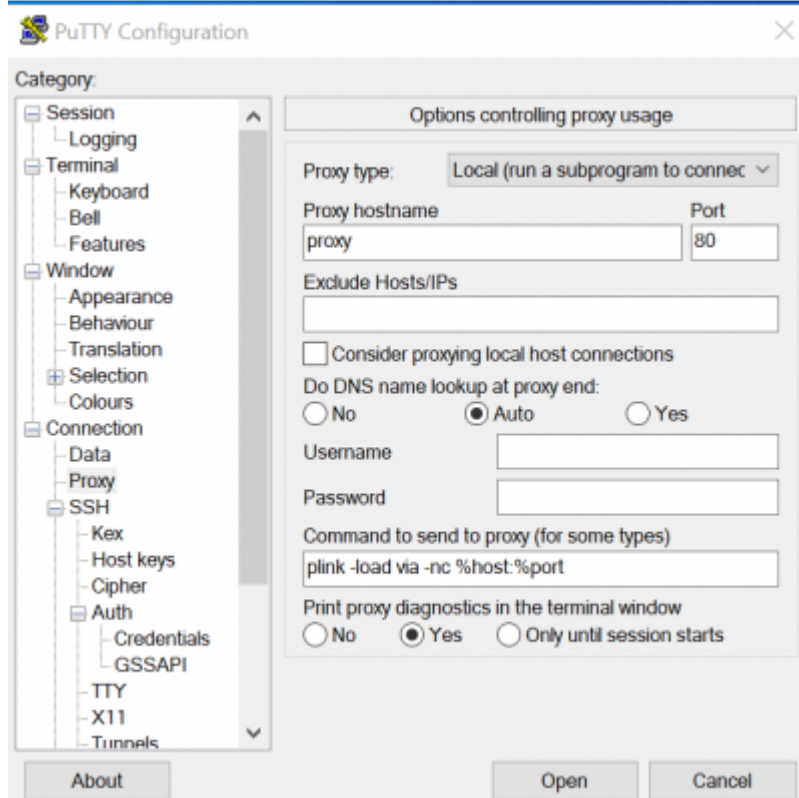 PuTTY Configuration
Category:
Session
Logging
Terminal
Keyboard
Bell
Features
Window
Appearance
Behaviour
Translation
Selection
Colours
Connection
Data
Proxy
SSH
Kex
Host keys
Cipher
Auth
Credentials
GSSAPI
TTY
X11
Tunnels
Options controlling proxy usage
Proxy type: Local (run a subprogram to connec
Proxy hostname Port
proxy 80
Exclude Hosts/IPs
Consider proxying local host connections
Do DNS name lookup at proxy end:
No Auto Yes
Username
Password
Command to send to proxy (for some types)
plink -load via -nc %host:%port
Print proxy diagnostics in the terminal window
No Yes Only until session starts
About Open Cancel